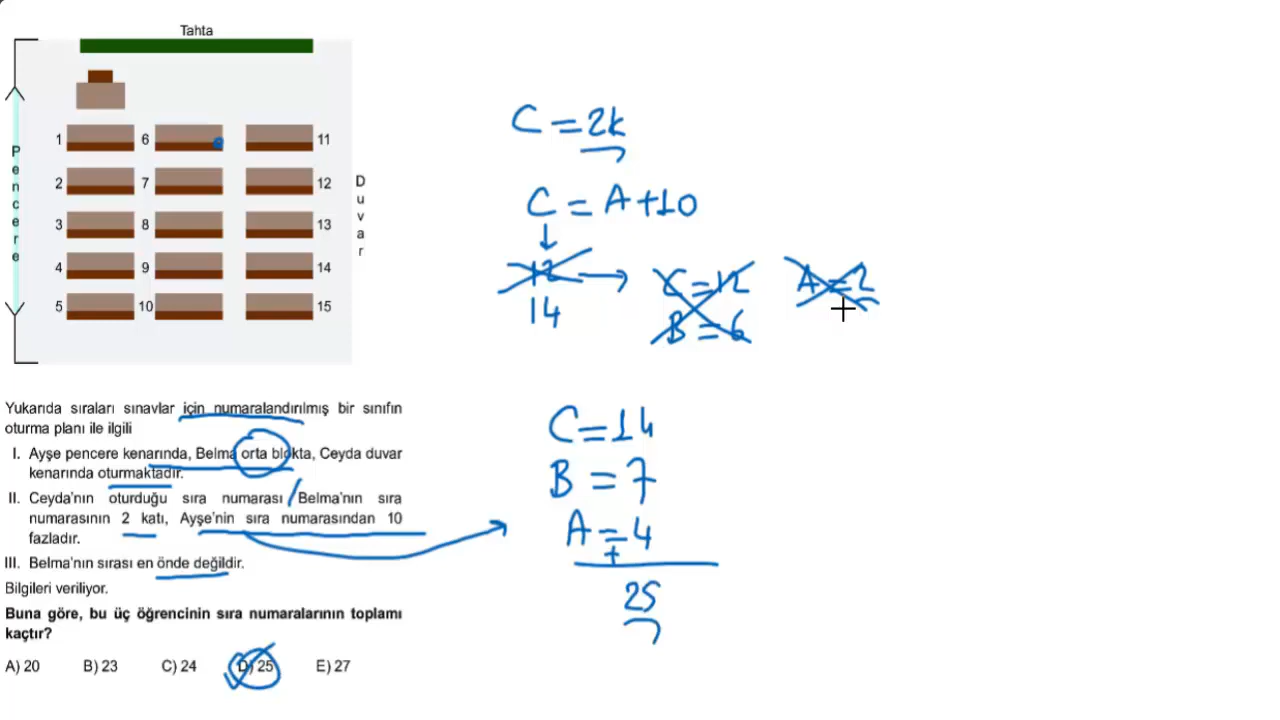 Tahta
Pencere
Duvar
1 6 11
2 7 12
3 8 13
4 9 14
5 10 15
Yukarıda sıraları sınavlar için numaralandırılmış bir sınıfın
oturma planı ile ilgili
I. Ayşe pencere kenarında, Belma orta blokta, Ceyda duvar
kenarında oturmaktadır.
II. Ceyda'nın oturduğu sıra numarası Belma'nın sıra
numarasının 2 katı, Ayşe'nin sıra numarasından 10
fazladır.
III. Belma'nın sırası en önde değildir.
Bilgileri veriliyor.
Buna göre, bu üç öğrencinin sıra numaralarının toplamı
kaçtır?
A) 20 B) 23 C) 24 D) 25 E) 27
C = 2k
C = A + 10
12 → C = 12 A = 2
14 B = 6
C = 14
B = 7
A = 4
+
25